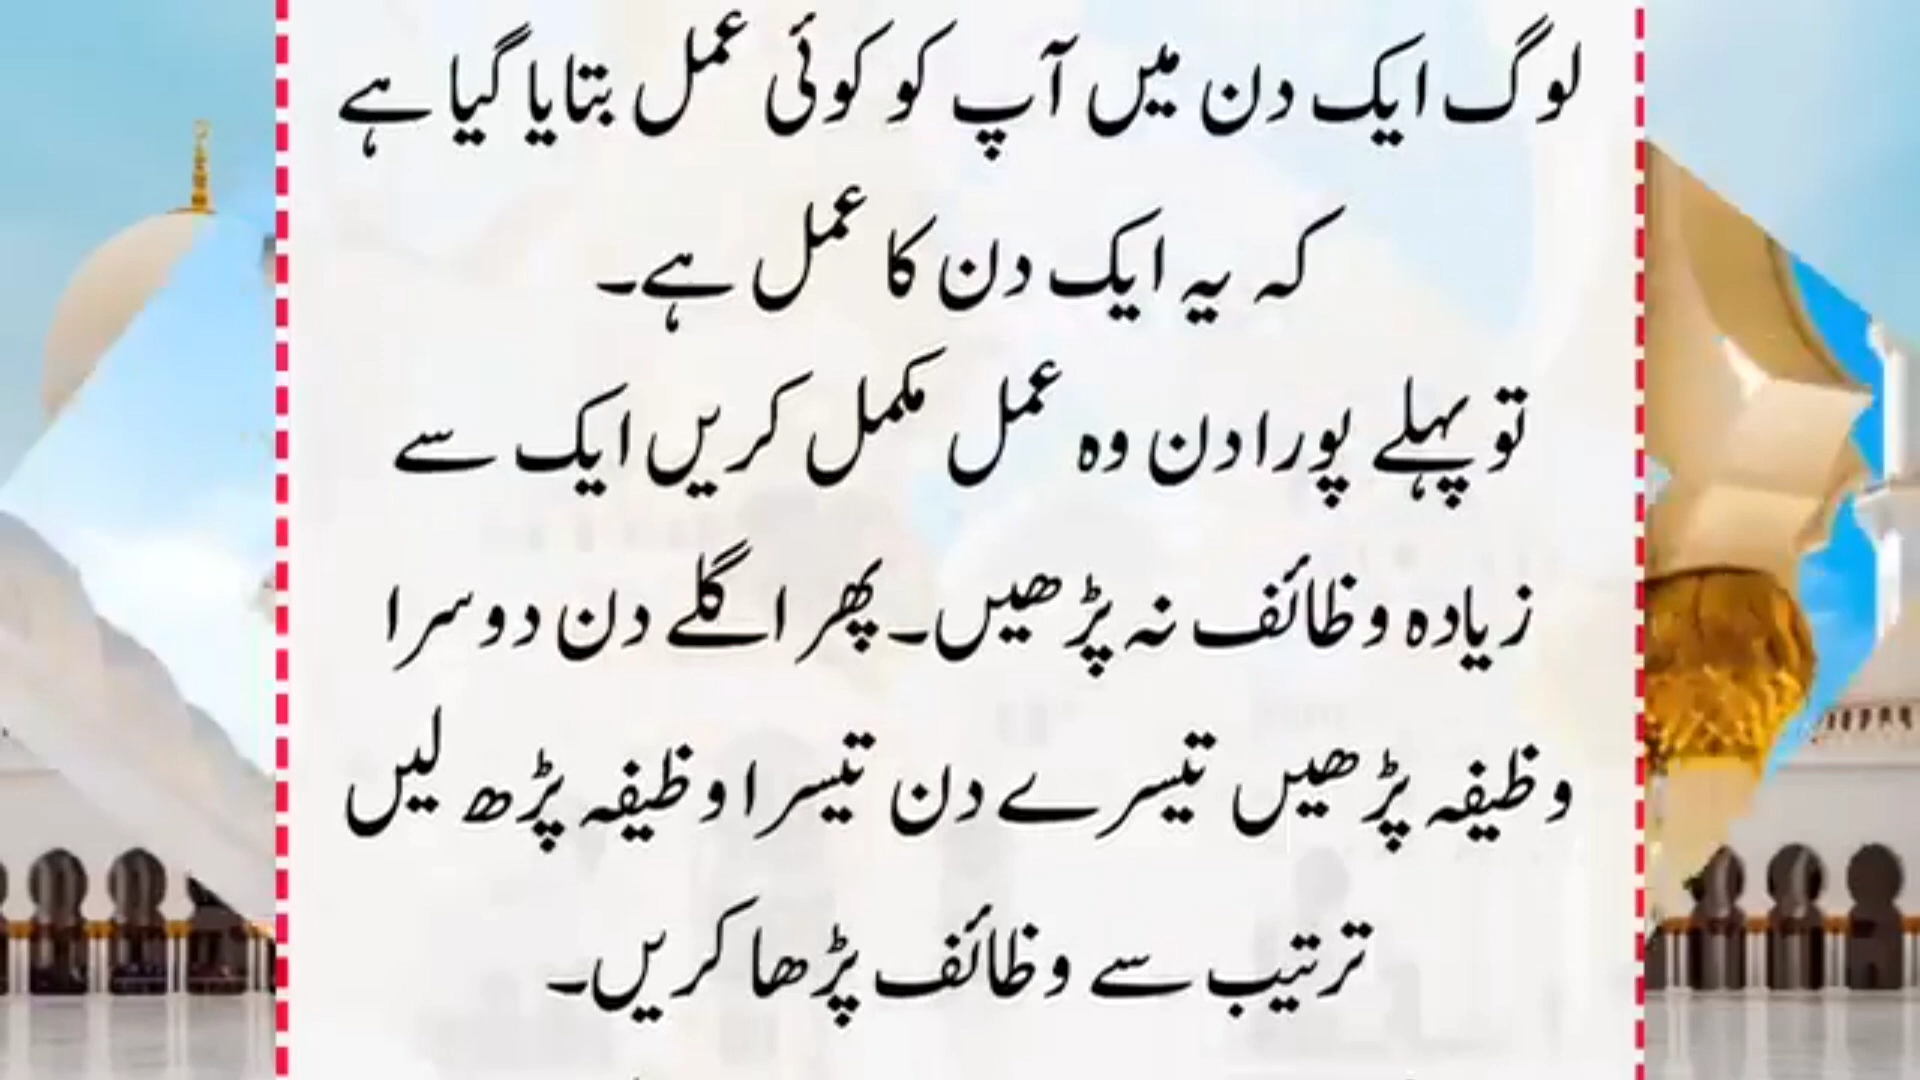 لوگ ایک دن میں آپ کو کوئی عمل بتایا گیا ہے
کہ یہ ایک دن کا عمل ہے۔
تو پہلے پورا دن وہ عمل مکمل کریں ایک سے
زیادہ وظائف نہ پڑھیں۔ پھر اگلے دن دوسرا
وظیفہ پڑھیں تیسرے دن تیسرا وظیفہ پڑھ لیں
ترتیب سے وظائف پڑھا کریں۔